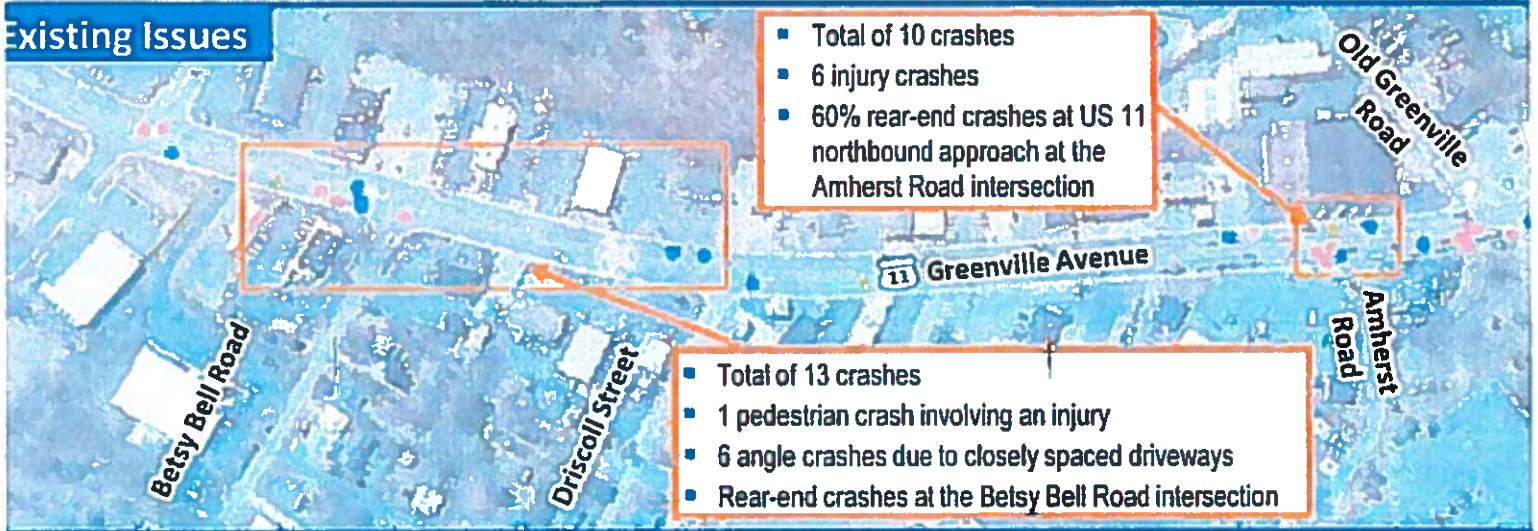 Existing Issues
▪ Total of 10 crashes
▪ 6 injury crashes
▪ 60% rear-end crashes at US 11
northbound approach at the
Amherst Road intersection
Old Greenville
Road
11 Greenville Avenue
Betsy Bell Road
Driscoll Street
Amherst
Road
▪ Total of 13 crashes
▪ 1 pedestrian crash involving an injury
▪ 6 angle crashes due to closely spaced driveways
▪ Rear-end crashes at the Betsy Bell Road intersection